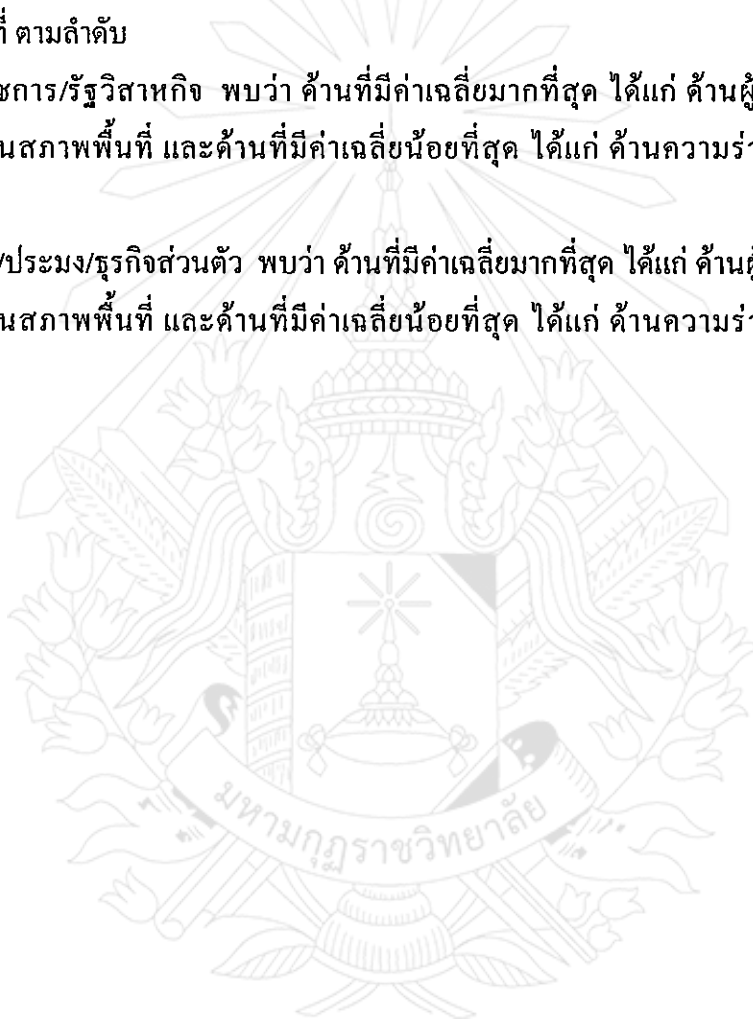 ที่ ตามลำดับ
ชการ/รัฐวิสาหกิจ พบว่า ด้านที่มีค่าเฉลี่ยมากที่สุด ได้แก่ ด้านผู้
นสภาพพื้นที่ และด้านที่มีค่าเฉลี่ยน้อยที่สุด ได้แก่ ด้านความร่
/ประมง/ธุรกิจส่วนตัว พบว่า ด้านที่มีค่าเฉลี่ยมากที่สุด ได้แก่ ด้านผู้
นสภาพพื้นที่ และด้านที่มีค่าเฉลี่ยน้อยที่สุด ได้แก่ ด้านความร่
มหามกุฏราชวิทยาลัย